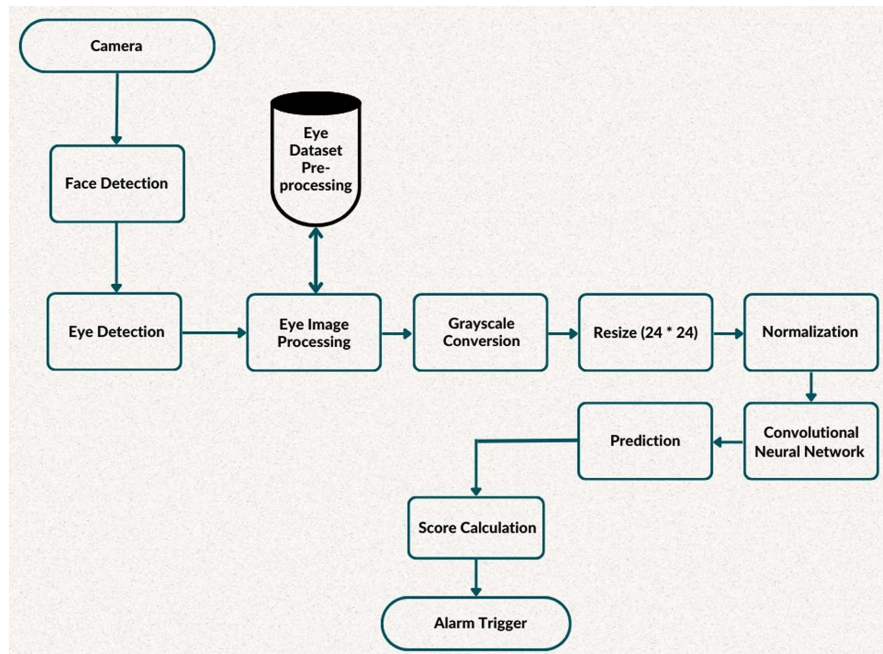 Camera
Face Detection
Eye
Dataset
Pre-
processing
Eye Detection
Eye Image
Processing
Grayscale
Conversion
Resize (24 * 24)
Normalization
Convolutional
Neural Network
Prediction
Score Calculation
Alarm Trigger